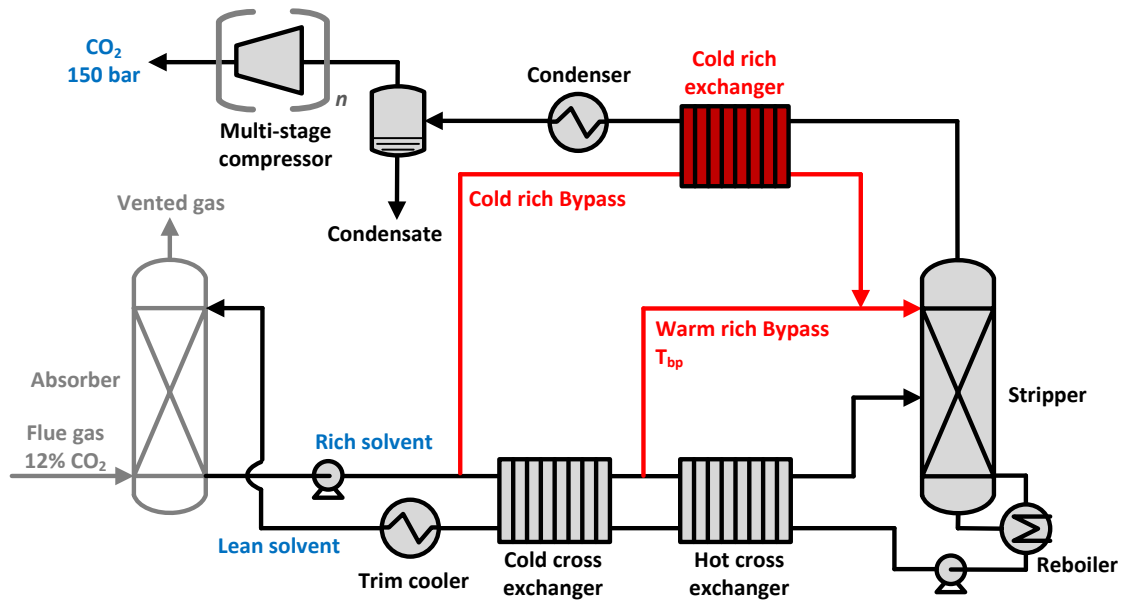 CO₂
150 bar
Multi-stage
compressor
n
Condenser
Cold rich
exchanger
Cold rich Bypass
Condensate
Vented gas
Warm rich Bypass
T_bp
Absorber
Stripper
Flue gas
12% CO₂
Rich solvent
Lean solvent
Trim cooler
Cold cross
exchanger
Hot cross
exchanger
Reboiler